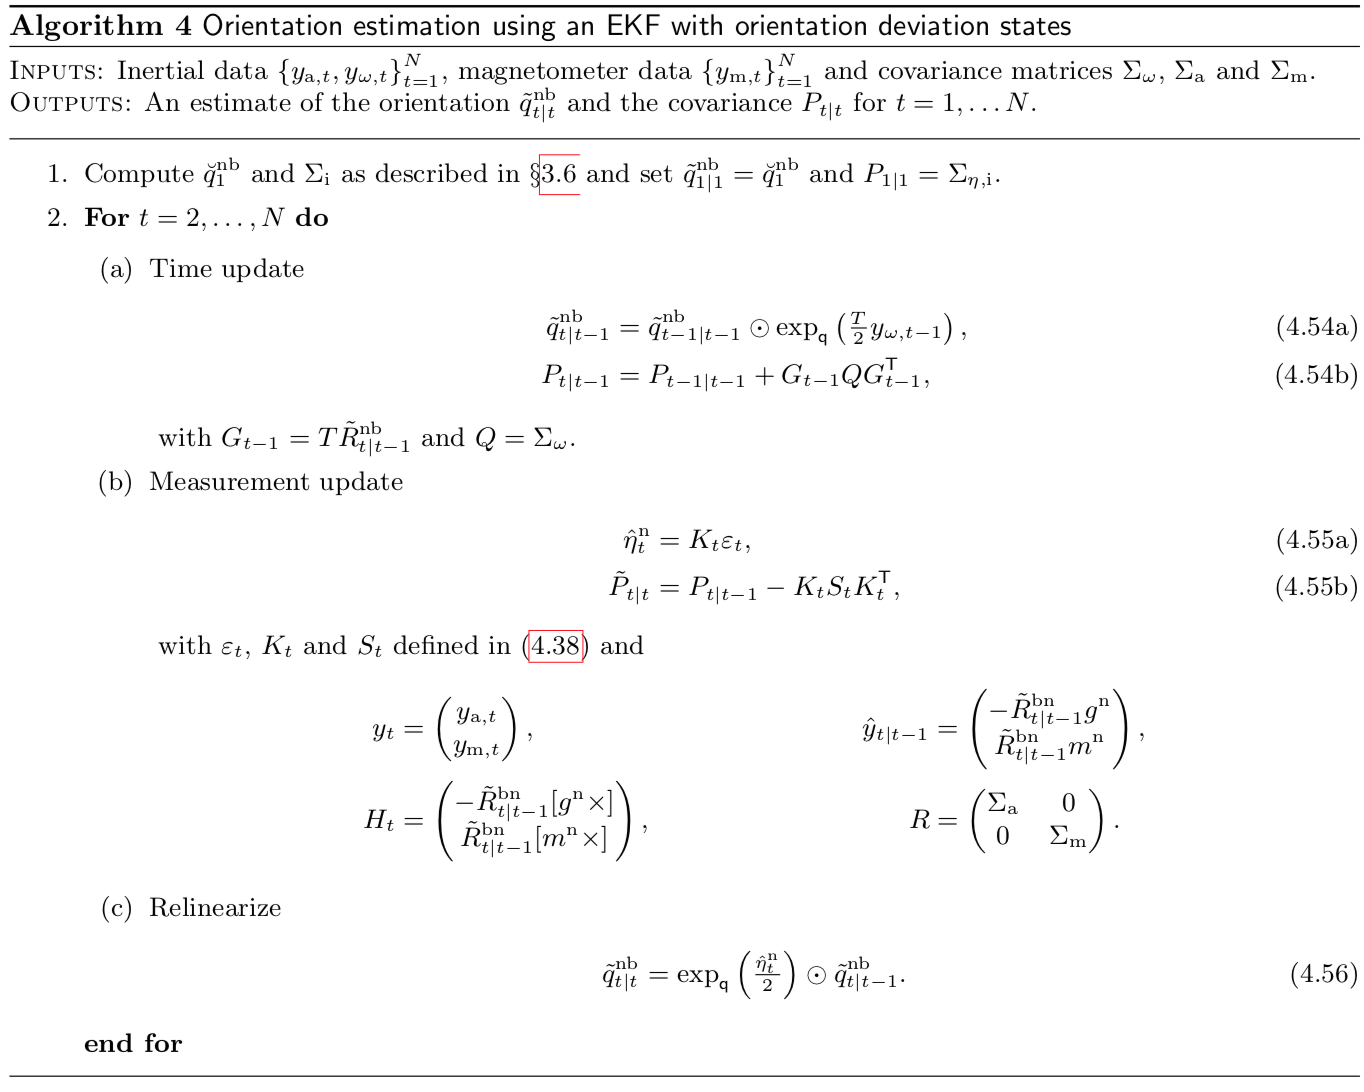 Algorithm 4 Orientation estimation using an EKF with orientation deviation states
INPUTS: Inertial data $\{y_{\mathrm{a},t}, y_{\omega,t}\}_{t=1}^{N}$, magnetometer data $\{y_{\mathrm{m},t}\}_{t=1}^{N}$ and covariance matrices $\Sigma_\omega$, $\Sigma_\mathrm{a}$ and $\Sigma_\mathrm{m}$.
OUTPUTS: An estimate of the orientation $\tilde{q}^{\mathrm{nb}}_{t|t}$ and the covariance $P_{t|t}$ for $t = 1, \ldots N$.
1. Compute $\breve{q}^{\mathrm{nb}}_1$ and $\Sigma_\mathrm{i}$ as described in §3.6 and set $\tilde{q}^{\mathrm{nb}}_{1|1} = \breve{q}^{\mathrm{nb}}_1$ and $P_{1|1} = \Sigma_{\eta,\mathrm{i}}$.
2. For $t = 2, \ldots, N$ do
(a) Time update
$\tilde{q}^{\mathrm{nb}}_{t|t-1} = \tilde{q}^{\mathrm{nb}}_{t-1|t-1} \odot \exp_{\mathsf{q}}\left(\frac{T}{2} y_{\omega,t-1}\right),$ (4.54a)
$P_{t|t-1} = P_{t-1|t-1} + G_{t-1} Q G_{t-1}^{\mathsf{T}},$ (4.54b)
with $G_{t-1} = T \tilde{R}^{\mathrm{nb}}_{t|t-1}$ and $Q = \Sigma_\omega$.
(b) Measurement update
$\hat{\eta}^{\mathrm{n}}_t = K_t \varepsilon_t,$ (4.55a)
$\tilde{P}_{t|t} = P_{t|t-1} - K_t S_t K_t^{\mathsf{T}},$ (4.55b)
with $\varepsilon_t$, $K_t$ and $S_t$ defined in (4.38) and
$y_t = \begin{pmatrix} y_{\mathrm{a},t} \\ y_{\mathrm{m},t} \end{pmatrix},$ $\hat{y}_{t|t-1} = \begin{pmatrix} -\tilde{R}^{\mathrm{bn}}_{t|t-1} g^{\mathrm{n}} \\ \tilde{R}^{\mathrm{bn}}_{t|t-1} m^{\mathrm{n}} \end{pmatrix},$
$H_t = \begin{pmatrix} -\tilde{R}^{\mathrm{bn}}_{t|t-1} [g^{\mathrm{n}} \times] \\ \tilde{R}^{\mathrm{bn}}_{t|t-1} [m^{\mathrm{n}} \times] \end{pmatrix},$ $R = \begin{pmatrix} \Sigma_\mathrm{a} & 0 \\ 0 & \Sigma_\mathrm{m} \end{pmatrix}.$
(c) Relinearize
$\tilde{q}^{\mathrm{nb}}_{t|t} = \exp_{\mathsf{q}}\left(\frac{\hat{\eta}^{\mathrm{n}}_t}{2}\right) \odot \tilde{q}^{\mathrm{nb}}_{t|t-1}.$ (4.56)
end for